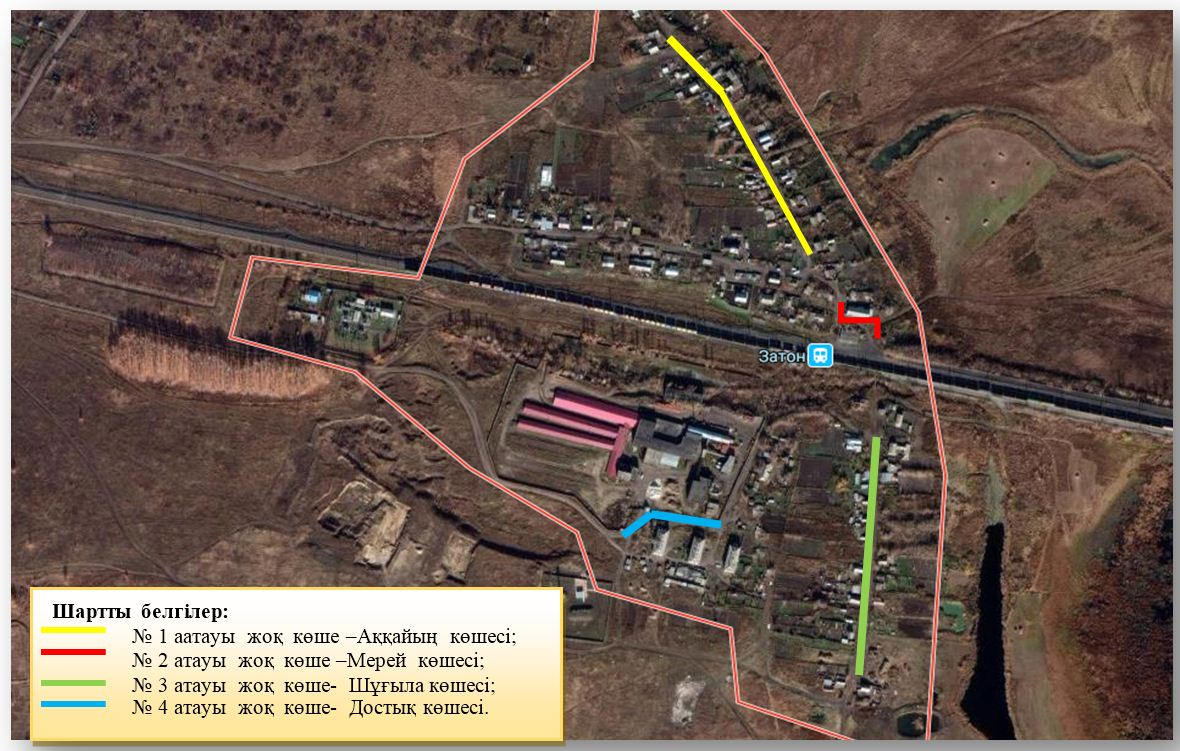 Затон
Шартты белгілер:
№ 1 аатауы жоқ көше –Аққайың көшесі;
№ 2 атауы жоқ көше –Мерей көшесі;
№ 3 атауы жоқ көше- Шұғыла көшесі;
№ 4 атауы жоқ көше- Достық көшесі.